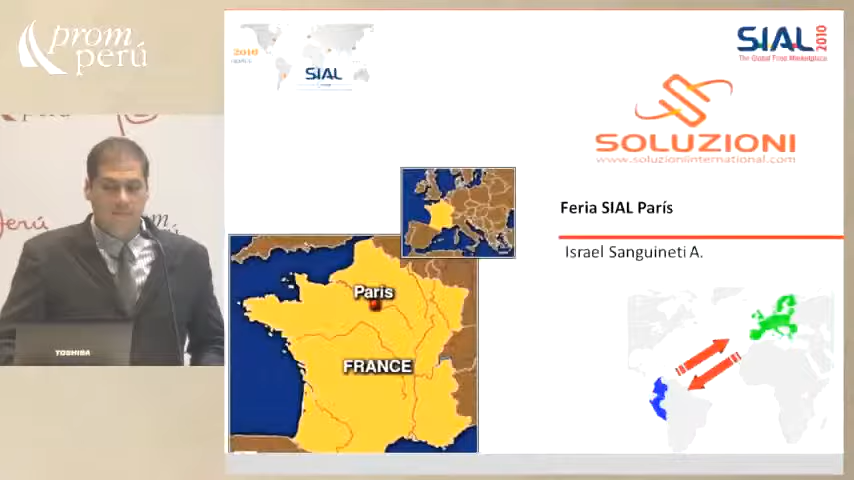 prom
perú
2010
SIAL
SIAL
2010
The Global Food Marketplace
SOLUZIONI
www.soluzioniinternational.com
Feria SIAL París
Israel Sanguineti A.
Paris
FRANCE
erú
m
TOSHIBA